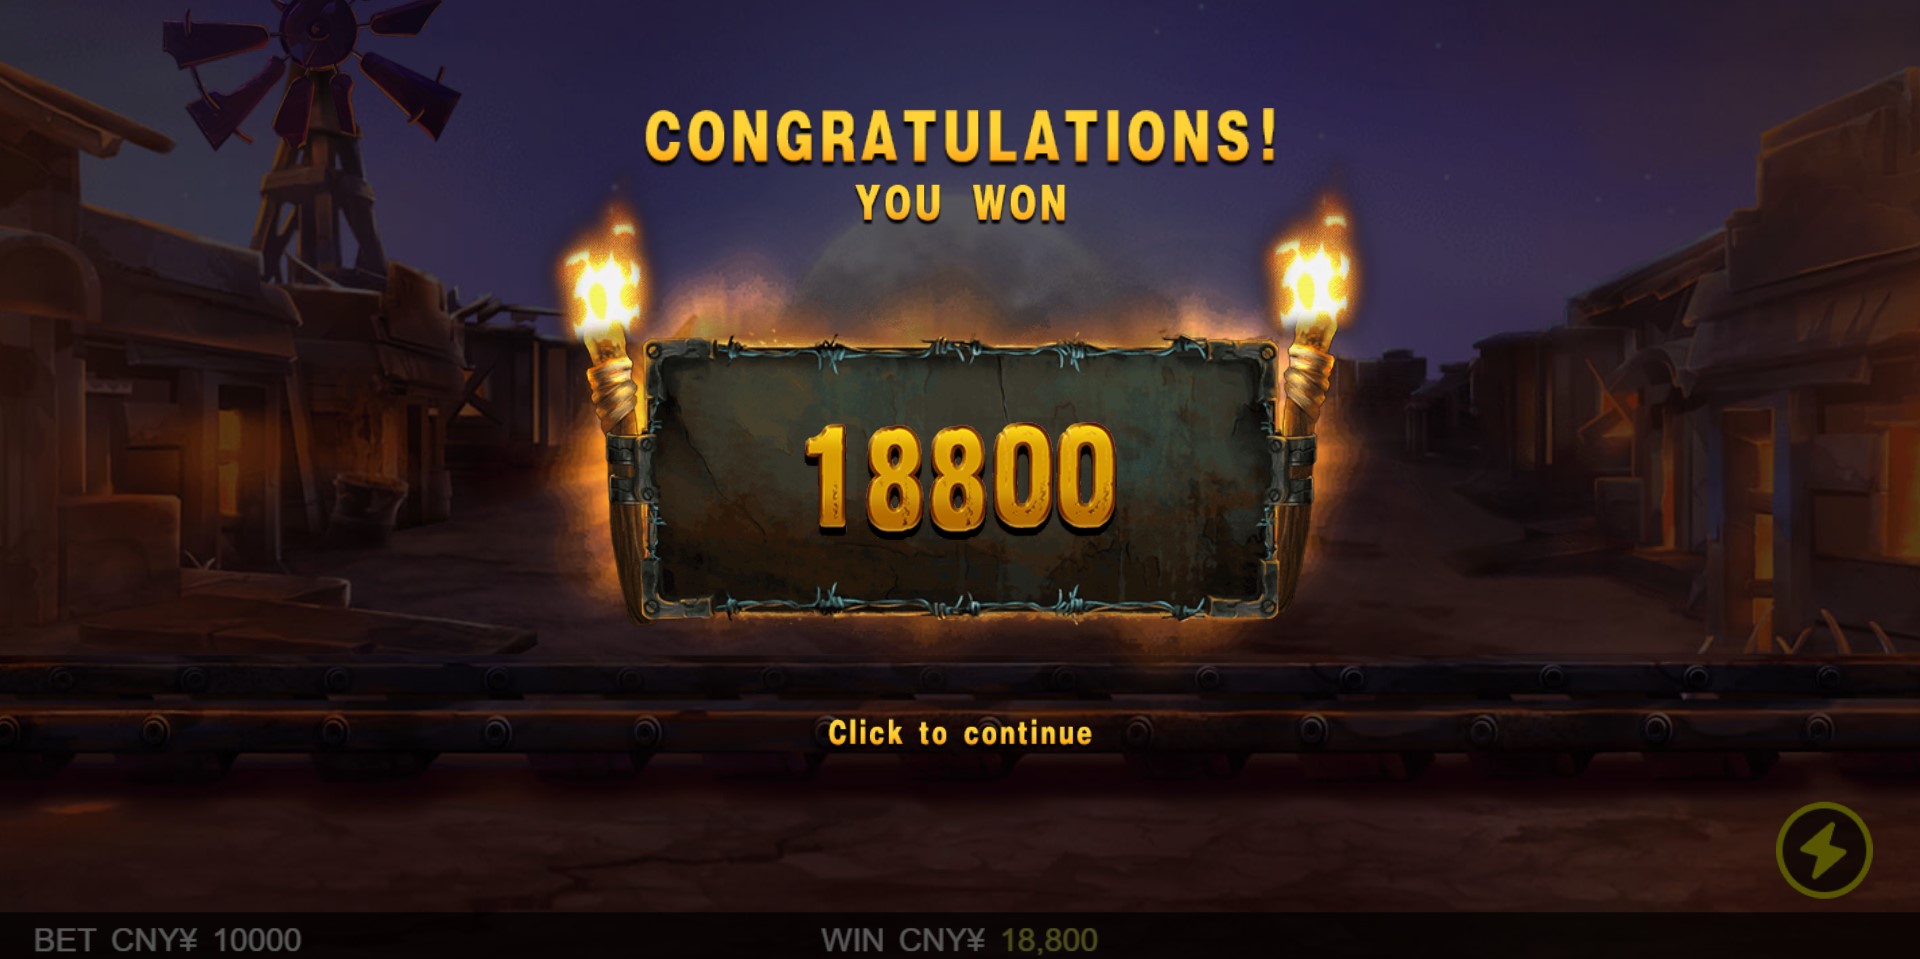 CONGRATULATIONS!
YOU WON
18800
Click to continue
BET CNY¥ 10000
WIN CNY¥ 18,800